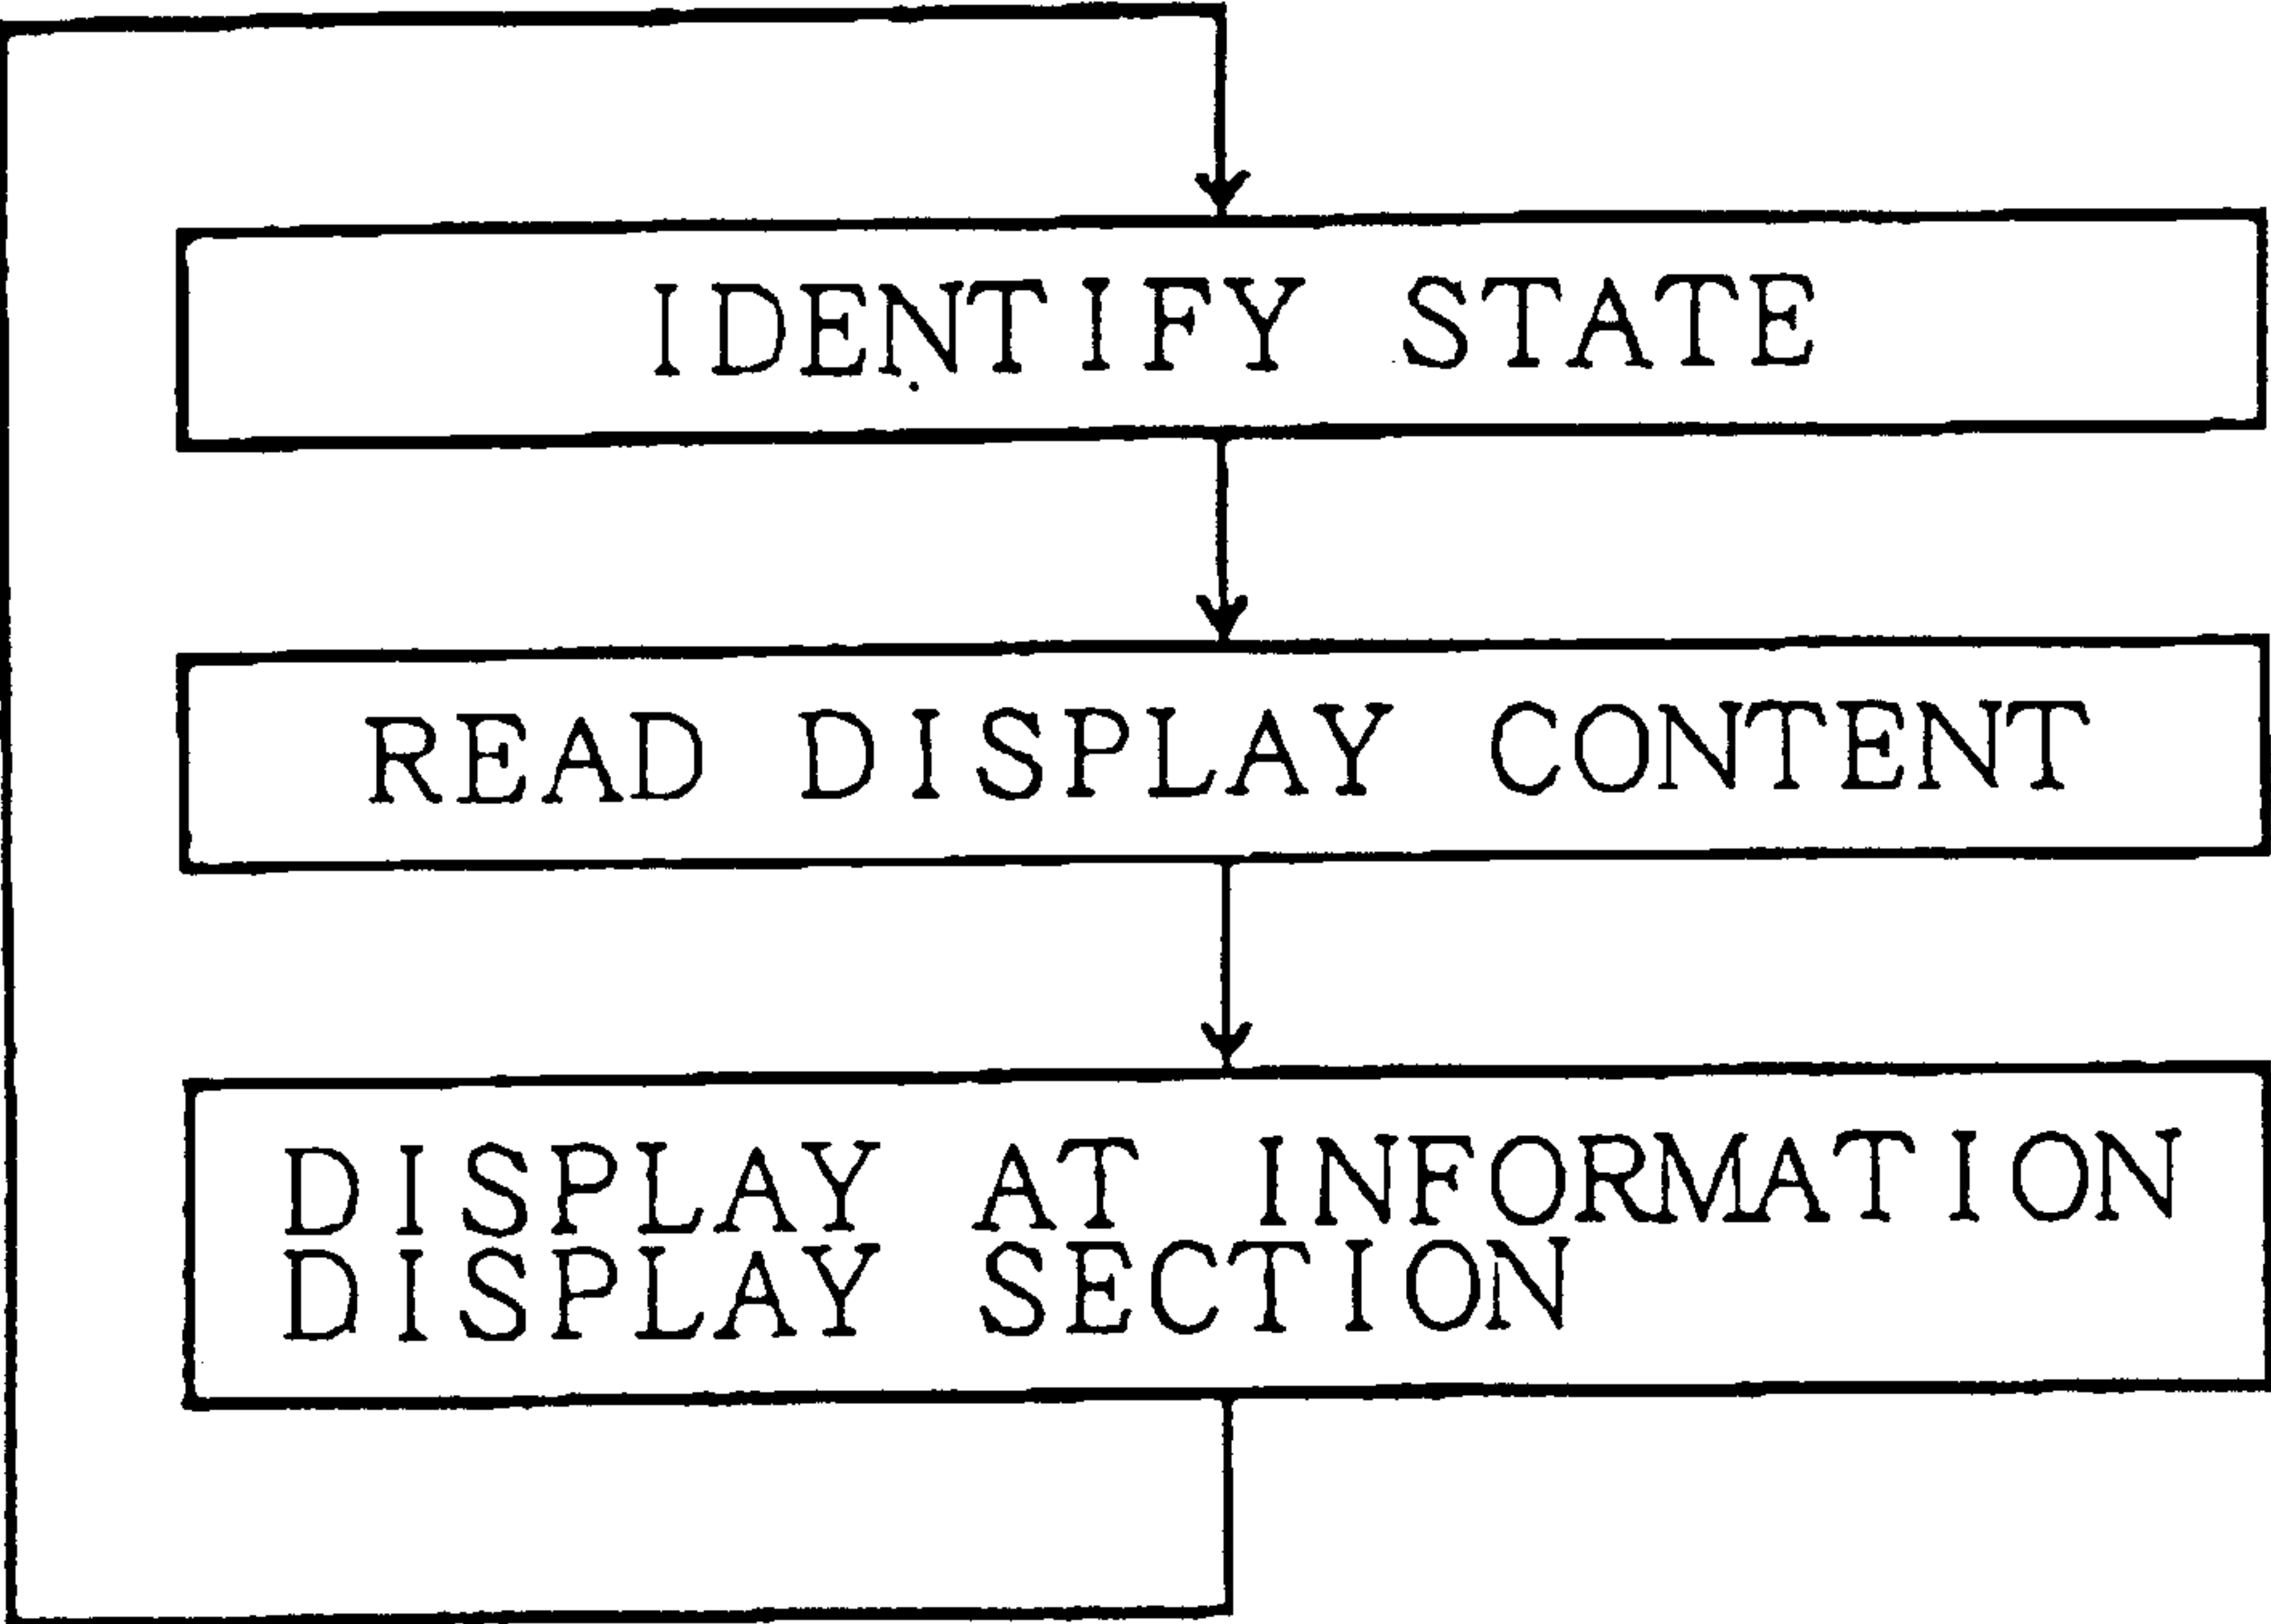 IDENTIFY STATE
READ DISPLAY CONTENT
DISPLAY AT INFORMATION
DISPLAY SECTION